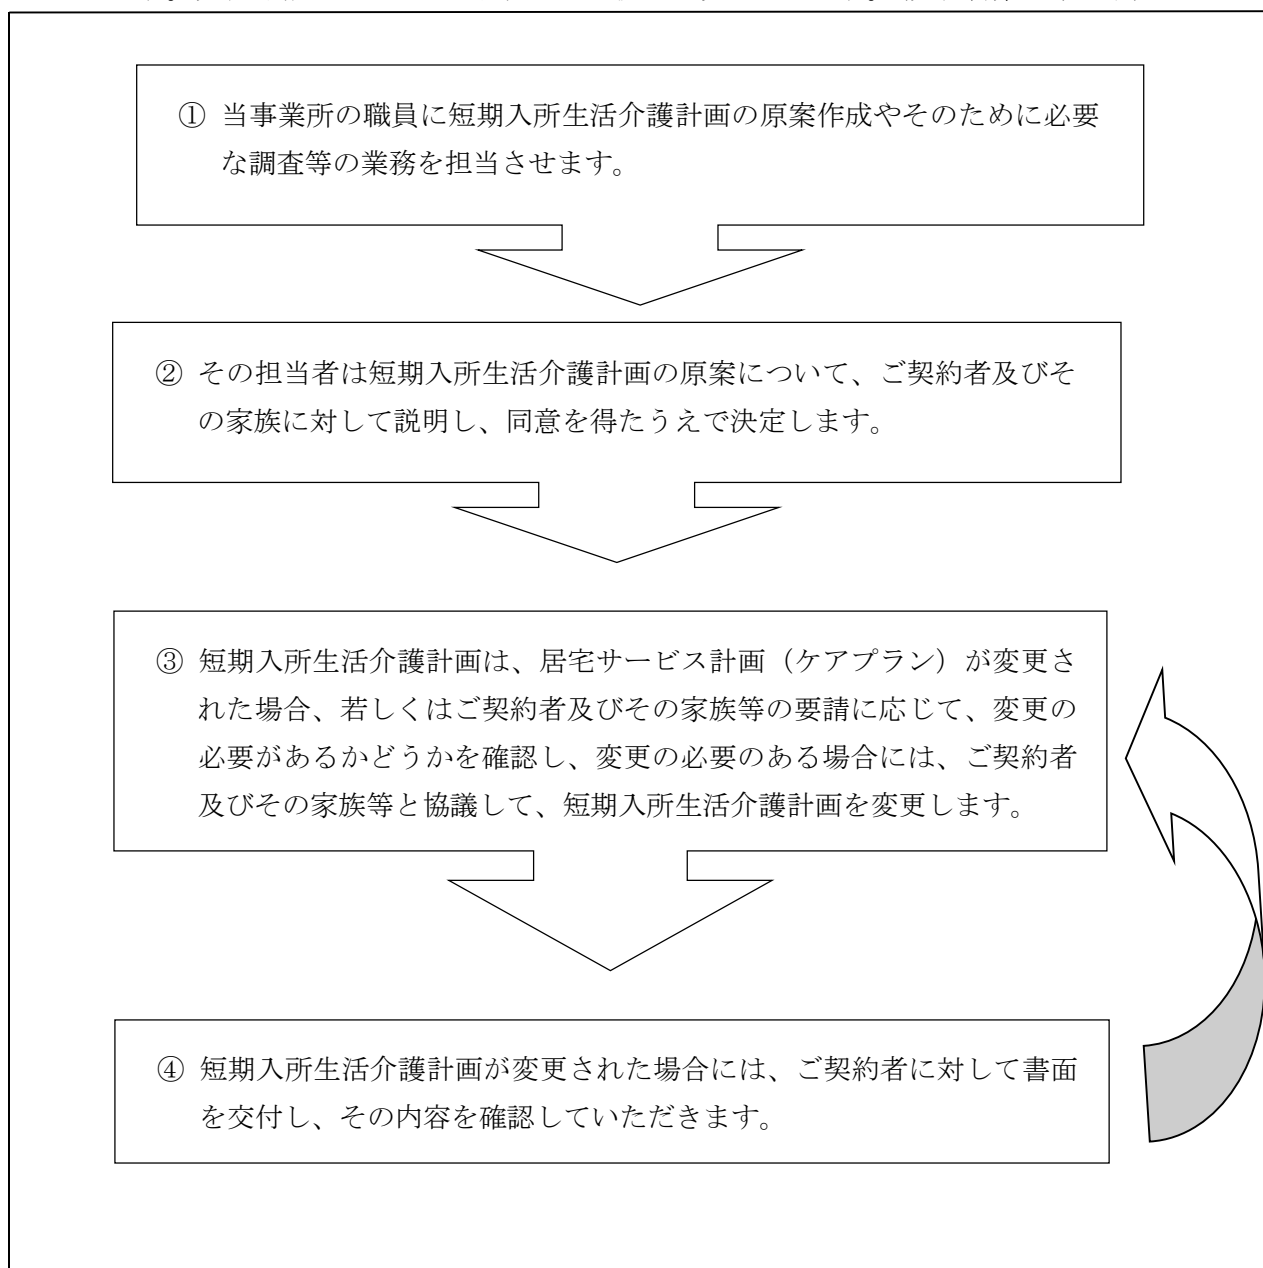 ① 当事業所の職員に短期入所生活介護計画の原案作成やそのために必要
な調査等の業務を担当させます。
② その担当者は短期入所生活介護計画の原案について、ご契約者及びそ
の家族に対して説明し、同意を得たうえで決定します。
③ 短期入所生活介護計画は、居宅サービス計画（ケアプラン）が変更さ
れた場合、若しくはご契約者及びその家族等の要請に応じて、変更の
必要があるかどうかを確認し、変更の必要のある場合には、ご契約者
及びその家族等と協議して、短期入所生活介護計画を変更します。
④ 短期入所生活介護計画が変更された場合には、ご契約者に対して書面
を交付し、その内容を確認していただきます。